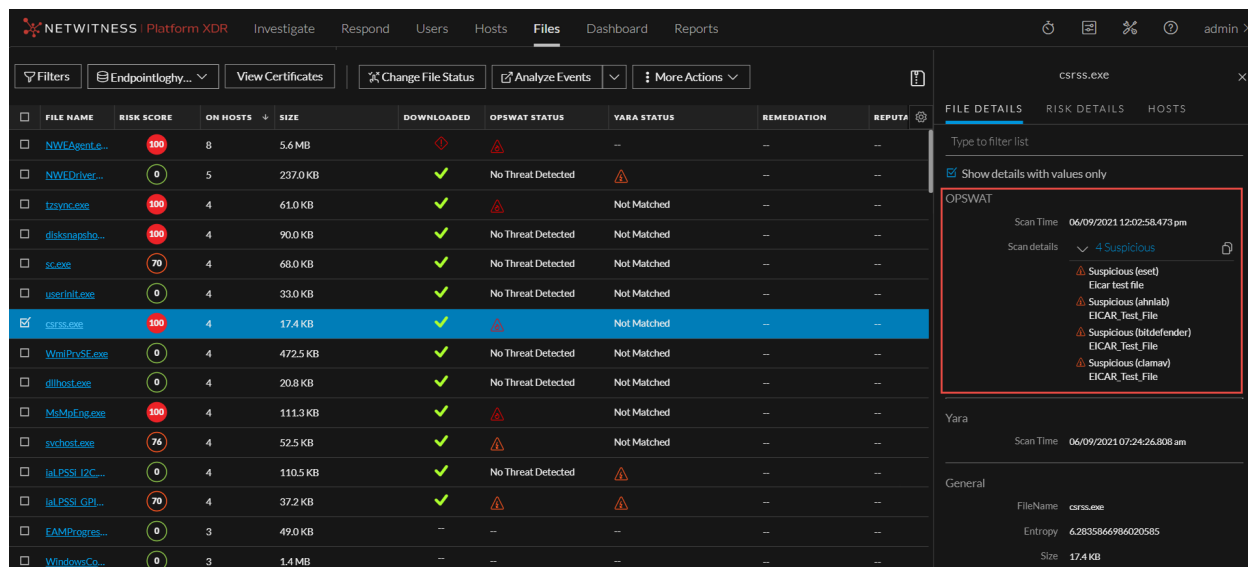 NETWITNESS | Platform XDR Investigate Respond Users Hosts Files Dashboard Reports admin
Filters Endpointloghy... View Certificates Change File Status Analyze Events More Actions
FILE NAME RISK SCORE ON HOSTS SIZE DOWNLOADED OPSWAT STATUS YARA STATUS REMEDIATION REPUTA
NWEAgent.e... 100 8 5.6 MB -- -- --
NWEDriver... 0 5 237.0 KB No Threat Detected -- --
tzsync.exe 100 4 61.0 KB Not Matched -- --
disksnapsho... 100 4 90.0 KB No Threat Detected Not Matched -- --
sc.exe 70 4 68.0 KB No Threat Detected Not Matched -- --
userinit.exe 0 4 33.0 KB No Threat Detected Not Matched -- --
csrss.exe 100 4 17.4 KB Not Matched -- --
WmiPrvSE.exe 0 4 472.5 KB No Threat Detected Not Matched -- --
dllhost.exe 0 4 20.8 KB No Threat Detected Not Matched -- --
MsMpEng.exe 100 4 111.3 KB Not Matched -- --
svchost.exe 76 4 52.5 KB Not Matched -- --
iaLPSSi_I2C.... 0 4 110.5 KB No Threat Detected -- --
iaLPSSi_GPI... 70 4 37.2 KB -- --
EAMProgres... 0 3 49.0 KB -- -- -- -- --
WindowsCo... 0 3 1.4 MB -- -- -- -- --
csrss.exe
FILE DETAILS RISK DETAILS HOSTS
Type to filter list
Show details with values only
OPSWAT
Scan Time 06/09/2021 12:02:58.473 pm
Scan details 4 Suspicious
Suspicious (eset)
Eicar test file
Suspicious (ahnlab)
EICAR_Test_File
Suspicious (bitdefender)
EICAR_Test_File
Suspicious (clamav)
EICAR_Test_File
Yara
Scan Time 06/09/2021 07:24:26.808 am
General
FileName csrss.exe
Entropy 6.2835866986020585
Size 17.4 KB